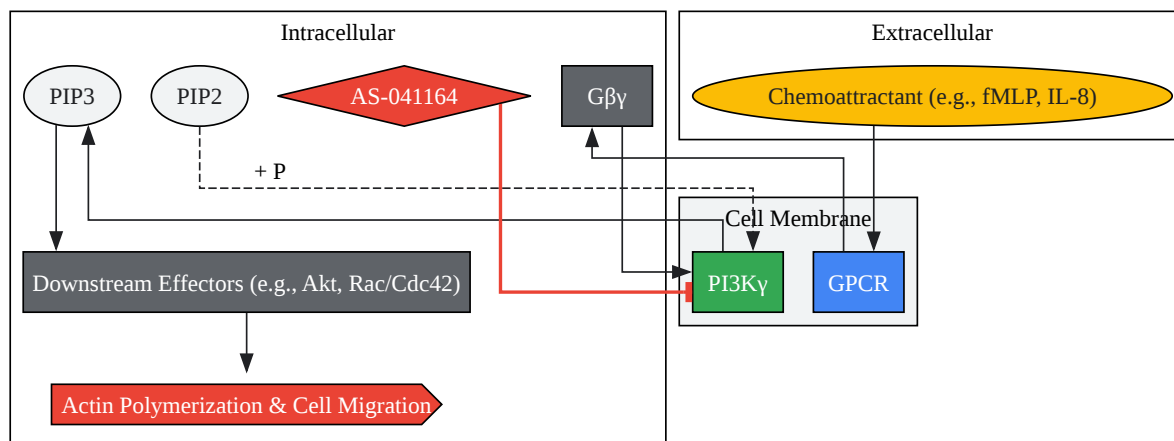 Intracellular
Extracellular
PIP3
PIP2
AS-041164
Gβγ
Chemoattractant (e.g., fMLP, IL-8)
+ P
Cell Membrane
Downstream Effectors (e.g., Akt, Rac/Cdc42)
PI3Kγ
GPCR
Actin Polymerization & Cell Migration